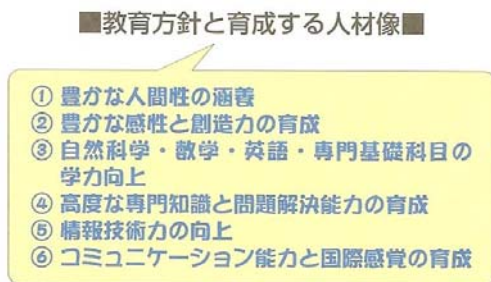 ■教育方針と育成する人材像■
① 豊かな人間性の涵養
② 豊かな感性と創造力の育成
③ 自然科学・数学・英語・専門基礎科目の
学力向上
④ 高度な専門知識と問題解決能力の育成
⑤ 情報技術力の向上
⑥ コミュニケーション能力と国際感覚の育成